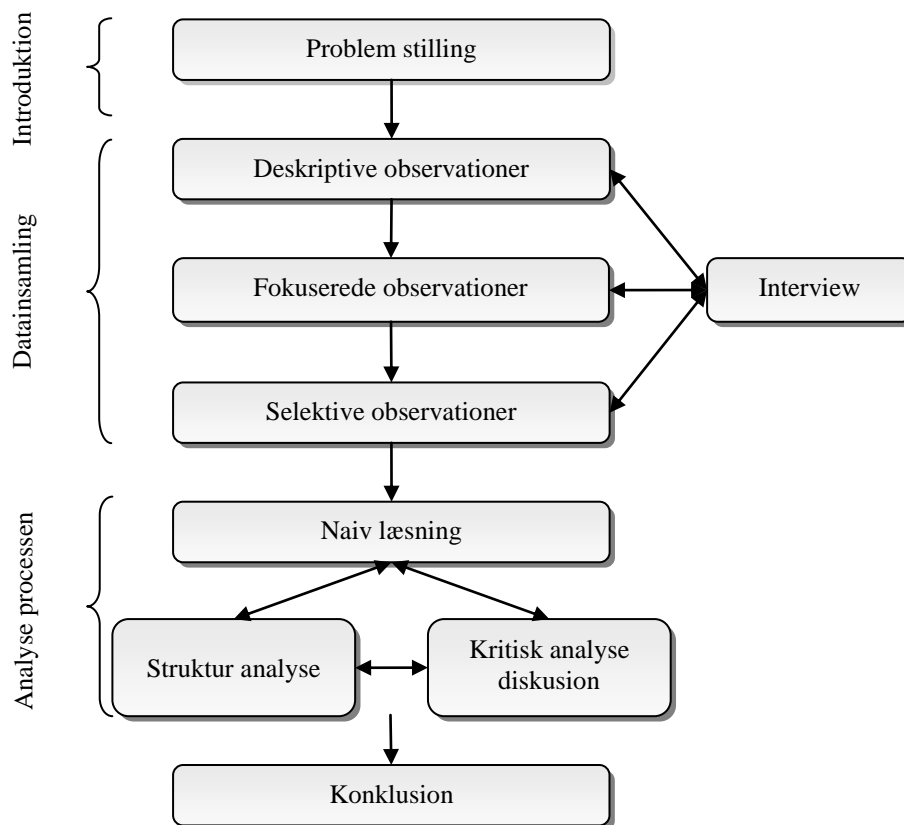 Introduktion
Problem stilling
Datainsamling
Deskriptive observationer
Fokuserede observationer
Interview
Selektive observationer
Analyse processen
Naiv læsning
Struktur analyse
Kritisk analyse
diskusion
Konklusion